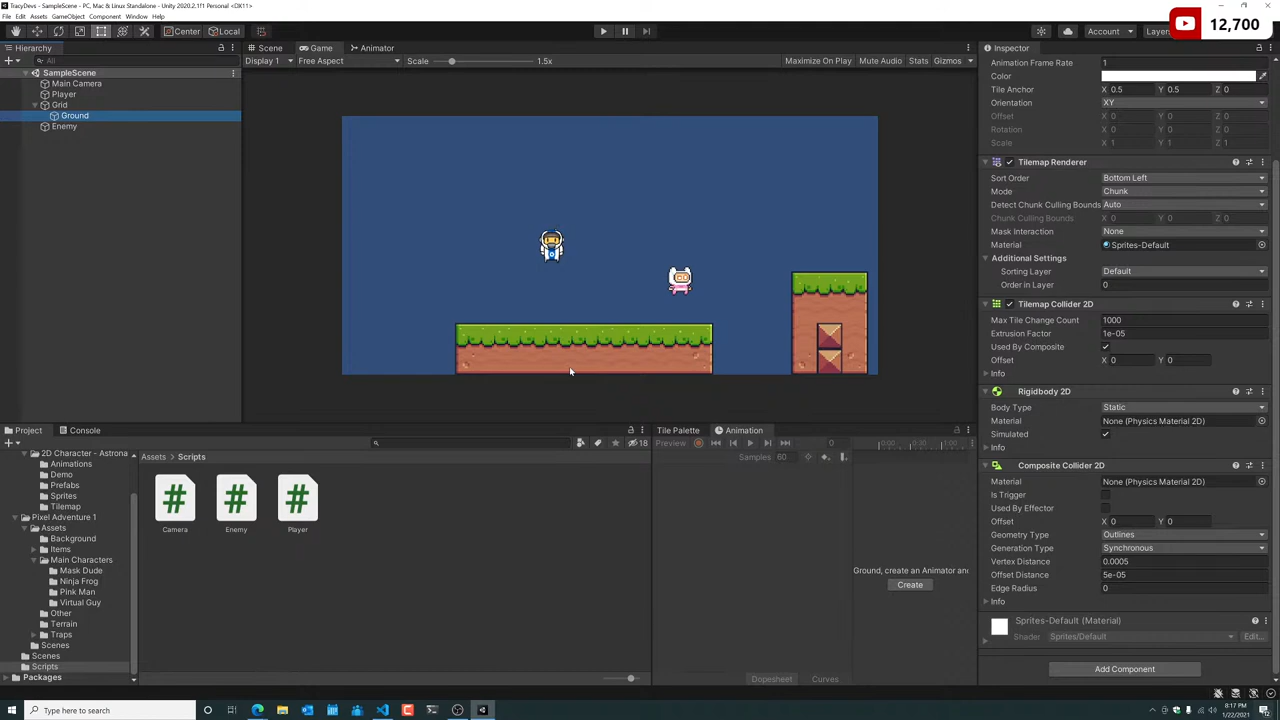 TracyDevs - SampleScene - PC, Mac & Linux Standalone - Unity 2020.2.1f1 Personal <DX11>
File Edit Assets GameObject Component Window Help
12,700
Center Local
Account Layers
Hierarchy
All
SampleScene
Main Camera
Player
Grid
Ground
Enemy
Scene Game Animator
Display 1 Free Aspect Scale 1.5x Maximize On Play Mute Audio Stats Gizmos
Inspector
Animation Frame Rate 1
Color
Tile Anchor X 0.5 Y 0.5 Z 0
Orientation XY
Offset X 0 Y 0 Z 0
Rotation X 0 Y 0 Z 0
Scale X 1 Y 1 Z 1
Tilemap Renderer
Sort Order Bottom Left
Mode Chunk
Detect Chunk Culling Bounds Auto
Chunk Culling Bounds X 0 Y 0 Z 0
Mask Interaction None
Material Sprites-Default
Additional Settings
Sorting Layer Default
Order in Layer 0
Tilemap Collider 2D
Max Tile Change Count 1000
Extrusion Factor 1e-05
Used By Composite
Offset X 0 Y 0
Info
Rigidbody 2D
Body Type Static
Material None (Physics Material 2D)
Simulated
Info
Composite Collider 2D
Material None (Physics Material 2D)
Is Trigger
Used By Effector
Offset X 0 Y 0
Geometry Type Outlines
Generation Type Synchronous
Vertex Distance 0.0005
Offset Distance 5e-05
Edge Radius 0
Info
Sprites-Default (Material)
Shader Sprites/Default Edit...
Add Component
Project Console
18
2D Character - Astrona
Animations
Demo
Prefabs
Sprites
Tilemap
Pixel Adventure 1
Assets
Background
Items
Main Characters
Mask Dude
Ninja Frog
Pink Man
Virtual Guy
Other
Terrain
Traps
Scenes
Scenes
Scripts
Packages
Assets Scripts
Camera Enemy Player
Tile Palette Animation
Preview 0 0:00 0:30 1:00
Samples 60
Ground, create an Animator and
Create
Dopesheet Curves
Type here to search
8:17 PM
1/22/2021